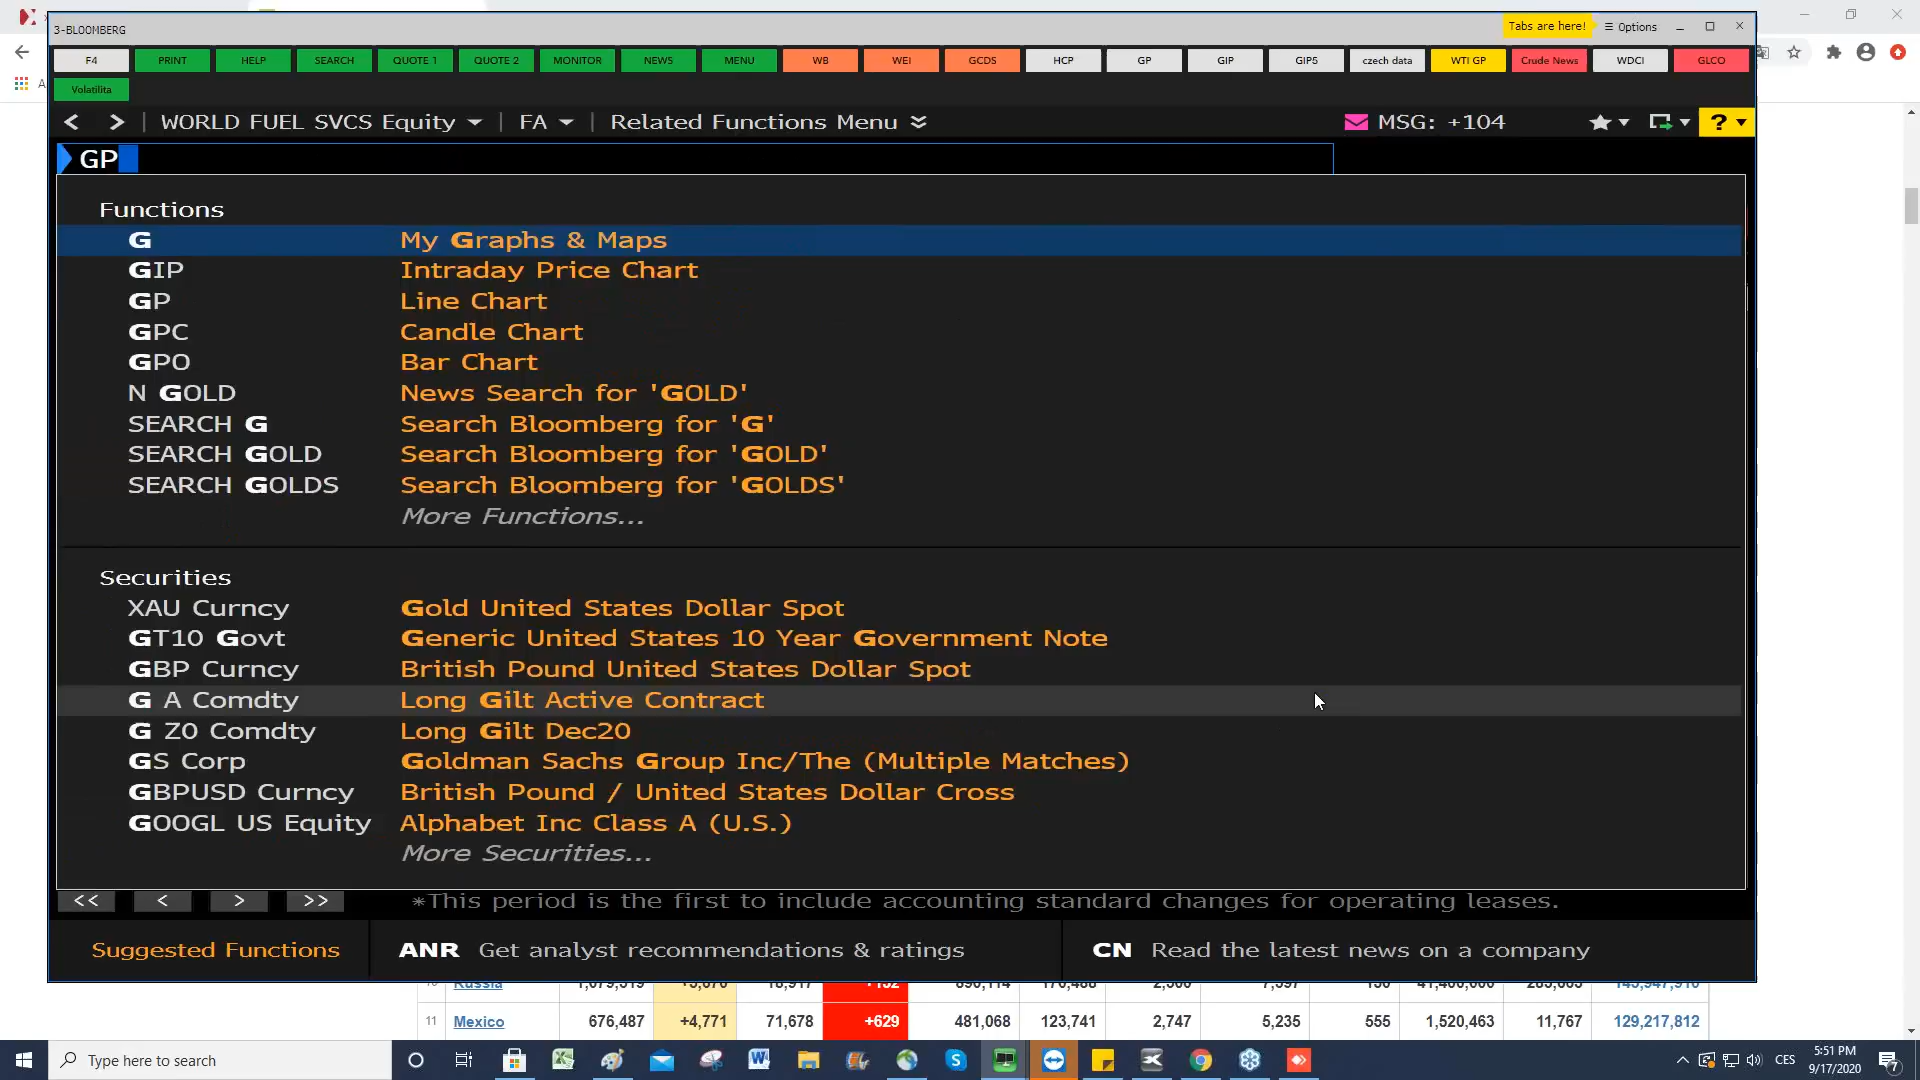 3-BLOOMBERG
Tabs are here!
Options
F4 PRINT HELP SEARCH QUOTE 1 QUOTE 2 MONITOR NEWS MENU WB WEI GCDS HCP GP GIP GIP5 czech data WTI GP Crude News WDCI GLCO
Volatilita
WORLD FUEL SVCS Equity FA Related Functions Menu MSG: +104 ?
GP
Functions
G My Graphs & Maps
GIP Intraday Price Chart
GP Line Chart
GPC Candle Chart
GPO Bar Chart
N GOLD News Search for 'GOLD'
SEARCH G Search Bloomberg for 'G'
SEARCH GOLD Search Bloomberg for 'GOLD'
SEARCH GOLDS Search Bloomberg for 'GOLDS'
More Functions...
Securities
XAU Curncy Gold United States Dollar Spot
GT10 Govt Generic United States 10 Year Government Note
GBP Curncy British Pound United States Dollar Spot
G A Comdty Long Gilt Active Contract
G Z0 Comdty Long Gilt Dec20
GS Corp Goldman Sachs Group Inc/The (Multiple Matches)
GBPUSD Curncy British Pound / United States Dollar Cross
GOOGL US Equity Alphabet Inc Class A (U.S.)
More Securities...
<< < > >> *This period is the first to include accounting standard changes for operating leases.
Suggested Functions ANR Get analyst recommendations & ratings CN Read the latest news on a company
Russia
11 Mexico 676,487 +4,771 71,678 +629 481,068 123,741 2,747 5,235 555 1,520,463 11,767 129,217,812
Type here to search
CES
5:51 PM
9/17/2020
7